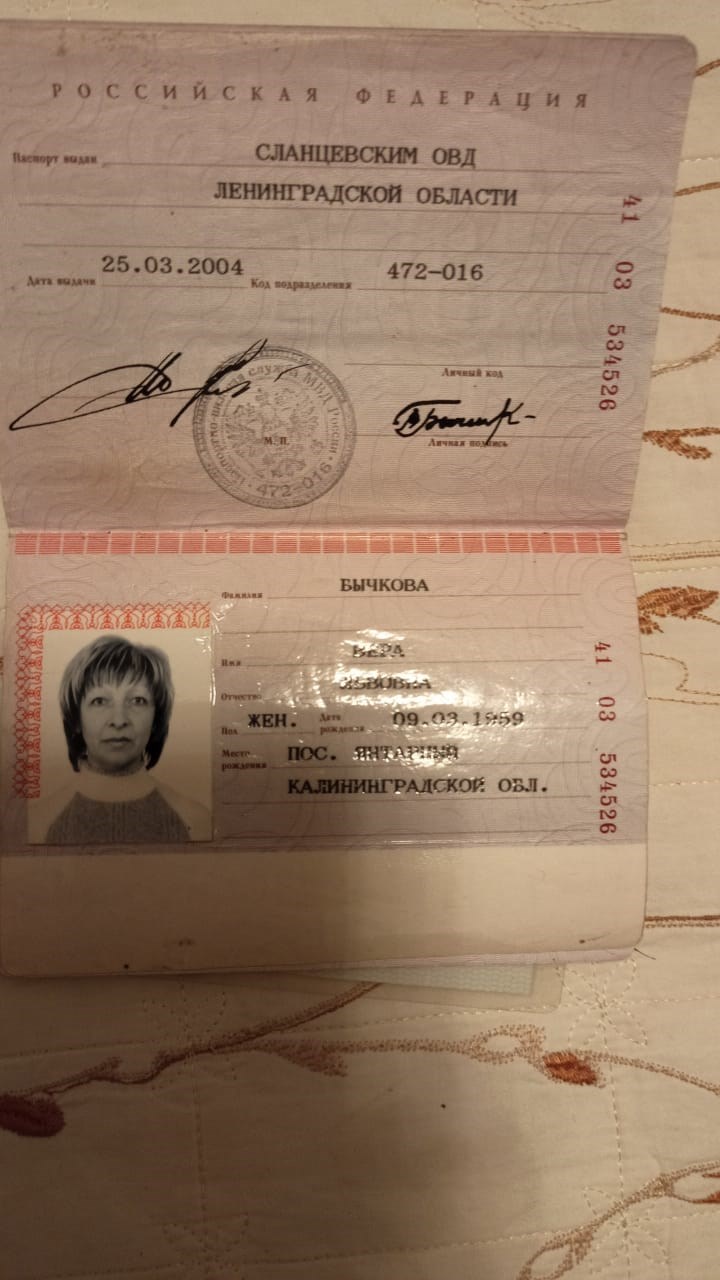 РОССИЙСКАЯ ФЕДЕРАЦИЯ
Паспорт выдан СЛАНЦЕВСКИМ ОВД
ЛЕНИНГРАДСКОЙ ОБЛАСТИ
Дата выдачи 25.03.2004 Код подразделения 472-016
Личный код
М. П.
Личная подпись
472-016
41 03 534526
Фамилия БЫЧКОВА
Имя ВЕРА
Отчество ЛЬВОВНА
Пол ЖЕН. Дата рождения 09.03.1959
Место рождения ПОС. ЯНТАРНЫЙ
КАЛИНИНГРАДСКОЙ ОБЛ.
41 03 534526